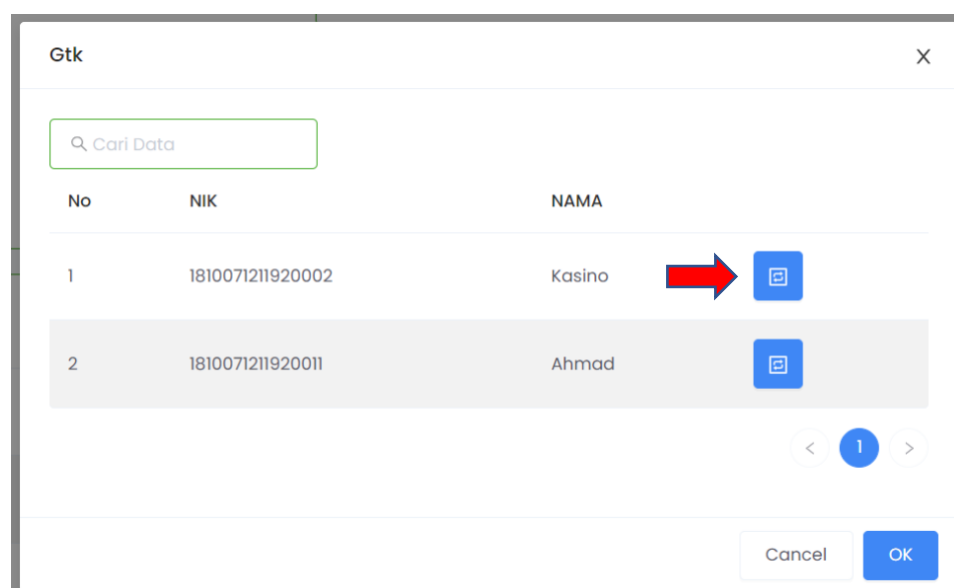 Gtk
Cari Data
No NIK NAMA
1 1810071211920002 Kasino
2 1810071211920011 Ahmad
1
Cancel OK